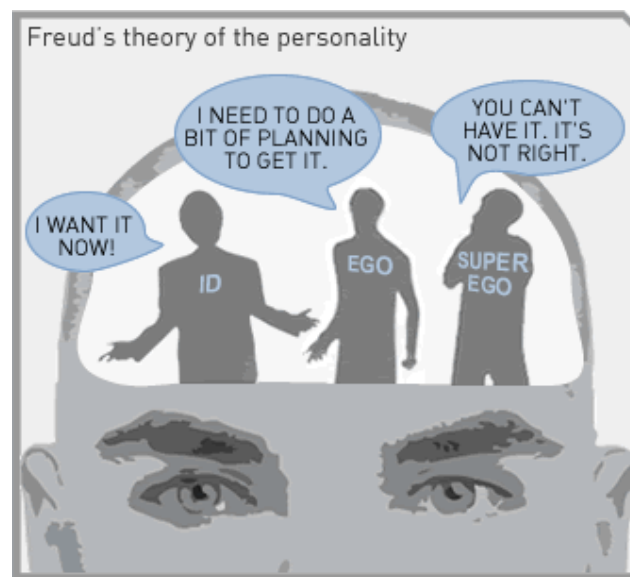 Freud's theory of the personality
I NEED TO DO A
BIT OF PLANNING
TO GET IT.
YOU CAN'T
HAVE IT. IT'S
NOT RIGHT.
I WANT IT
NOW!
ID
EGO
SUPER
EGO